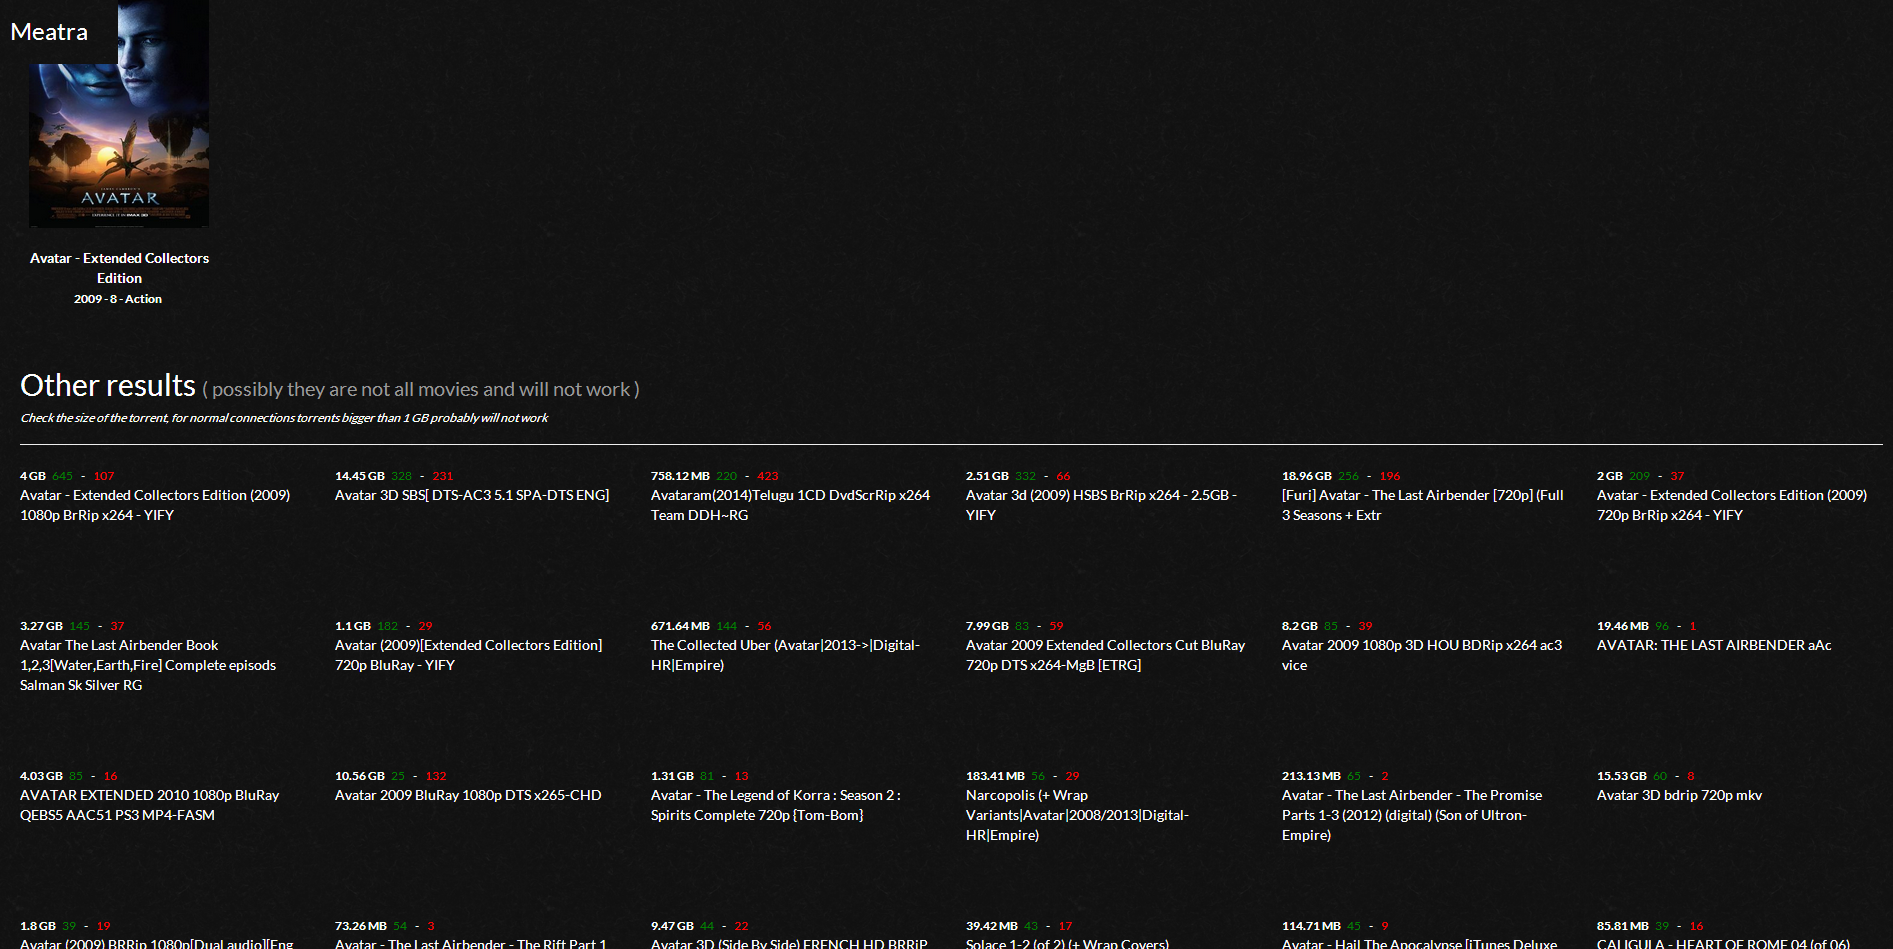 Meatra
AVATAR
Avatar - Extended Collectors
Edition
2009 - 8 - Action
Other results ( possibly they are not all movies and will not work )
Check the size of the torrent, for normal connections torrents bigger than 1 GB probably will not work
4 GB 645 - 107
Avatar - Extended Collectors Edition (2009)
1080p BrRip x264 - YIFY
14.45 GB 328 - 231
Avatar 3D SBS[ DTS-AC3 5.1 SPA-DTS ENG]
758.12 MB 220 - 423
Avataram(2014)Telugu 1CD DvdScrRip x264
Team DDH~RG
2.51 GB 332 - 66
Avatar 3d (2009) HSBS BrRip x264 - 2.5GB -
YIFY
18.96 GB 256 - 196
[Furi] Avatar - The Last Airbender [720p] (Full
3 Seasons + Extr
2 GB 209 - 37
Avatar - Extended Collectors Edition (2009)
720p BrRip x264 - YIFY
3.27 GB 145 - 37
Avatar The Last Airbender Book
1,2,3[Water,Earth,Fire] Complete episods
Salman Sk Silver RG
1.1 GB 182 - 29
Avatar (2009)[Extended Collectors Edition]
720p BluRay - YIFY
671.64 MB 144 - 56
The Collected Uber (Avatar|2013->|Digital-
HR|Empire)
7.99 GB 83 - 59
Avatar 2009 Extended Collectors Cut BluRay
720p DTS x264-MgB [ETRG]
8.2 GB 85 - 39
Avatar 2009 1080p 3D HOU BDRip x264 ac3
vice
19.46 MB 96 - 1
AVATAR: THE LAST AIRBENDER aAc
4.03 GB 85 - 16
AVATAR EXTENDED 2010 1080p BluRay
QEBS5 AAC51 PS3 MP4-FASM
10.56 GB 25 - 132
Avatar 2009 BluRay 1080p DTS x265-CHD
1.31 GB 81 - 13
Avatar - The Legend of Korra : Season 2 :
Spirits Complete 720p {Tom-Bom}
183.41 MB 56 - 29
Narcopolis (+ Wrap
Variants|Avatar|2008/2013|Digital-
HR|Empire)
213.13 MB 65 - 2
Avatar - The Last Airbender - The Promise
Parts 1-3 (2012) (digital) (Son of Ultron-
Empire)
15.53 GB 60 - 8
Avatar 3D bdrip 720p mkv
1.8 GB 39 - 19
Avatar (2009) BRRip 1080p[Dual audio][Eng
73.26 MB 54 - 3
Avatar - The Last Airbender - The Rift Part 1
9.47 GB 44 - 22
Avatar 3D (Side By Side) FRENCH HD BRRiP
39.42 MB 43 - 17
Solace 1-2 (of 2) (+ Wrap Covers)
114.71 MB 45 - 9
Avatar - Hail The Apocalypse [iTunes Deluxe
85.81 MB 39 - 16
CALIGULA - HEART OF ROME 04 (of 06)